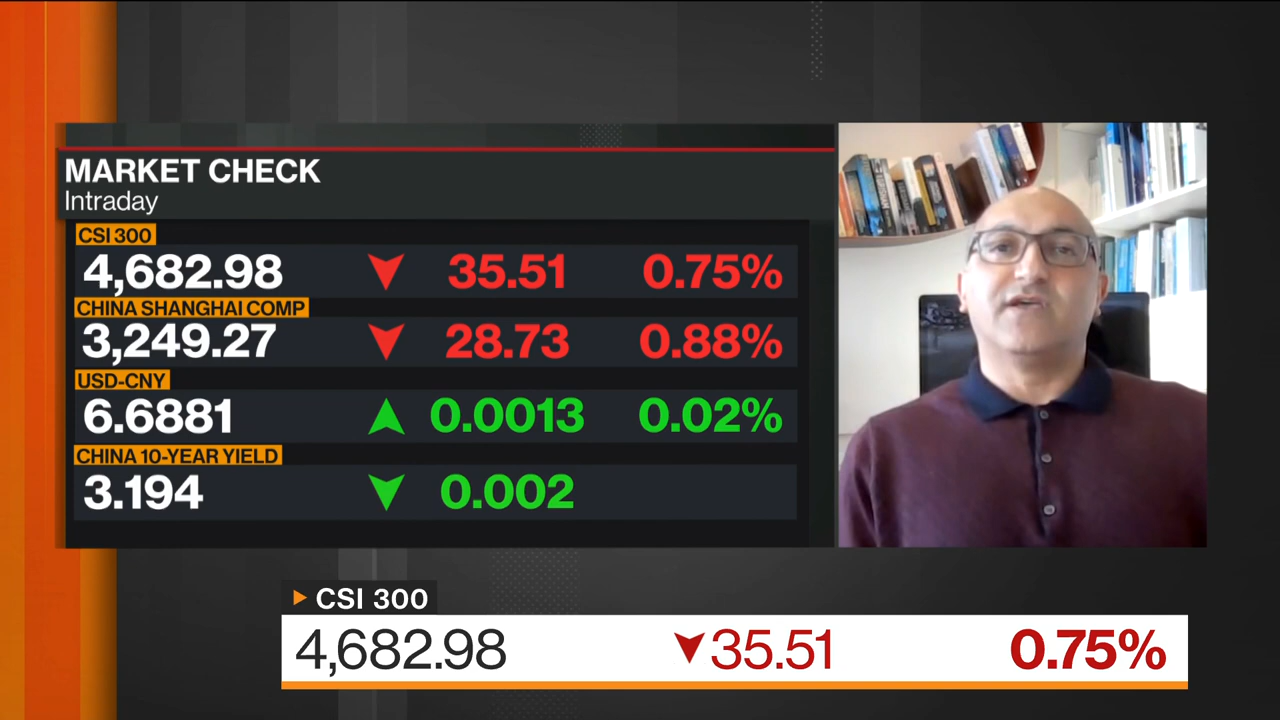 MARKET CHECK
Intraday
CSI 300
4,682.98 ▼ 35.51 0.75%
CHINA SHANGHAI COMP
3,249.27 ▼ 28.73 0.88%
USD-CNY
6.6881 ▲ 0.0013 0.02%
CHINA 10-YEAR YIELD
3.194 ▼ 0.002
CSI 300
4,682.98 ▼35.51 0.75%